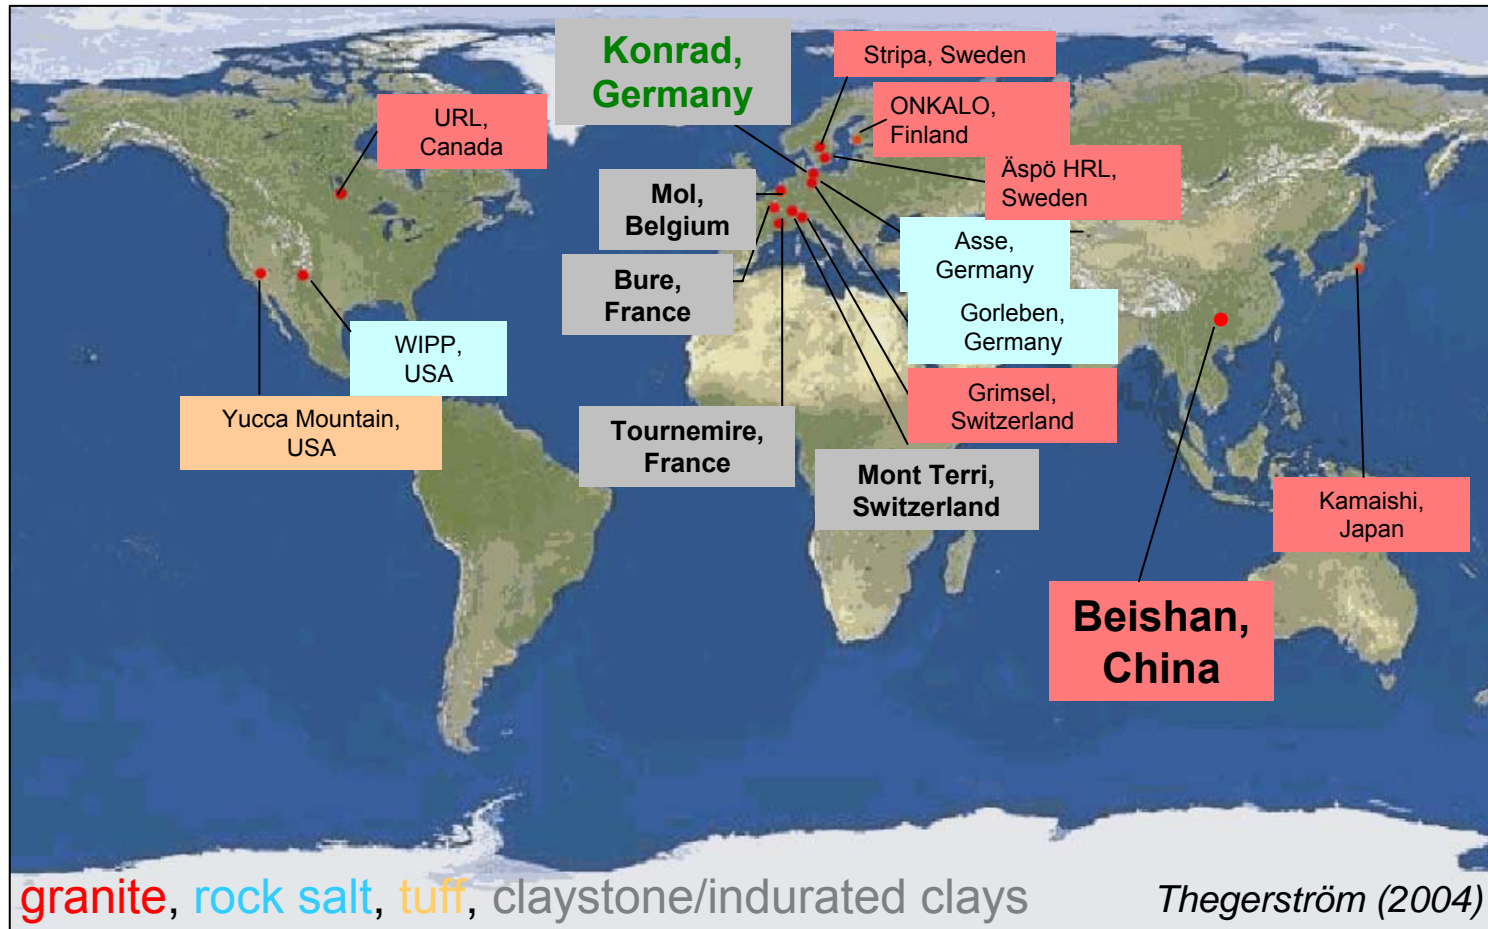 Konrad,
Germany
Stripa, Sweden
URL,
Canada
ONKALO,
Finland
Äspö HRL,
Sweden
Mol,
Belgium
Asse,
Germany
Bure,
France
Gorleben,
Germany
WIPP,
USA
Yucca Mountain,
USA
Grimsel,
Switzerland
Tournemire,
France
Mont Terri,
Switzerland
Kamaishi,
Japan
Beishan,
China
granite, rock salt, tuff, claystone/indurated clays
Thegerström (2004)